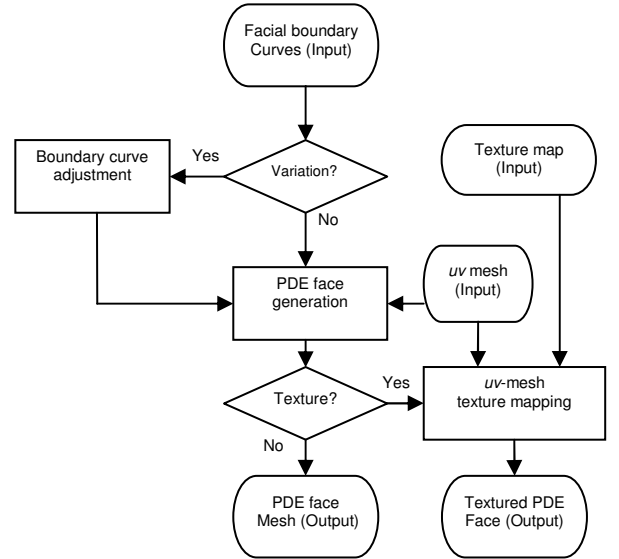 Facial boundary
Curves (Input)
Boundary curve
adjustment
Yes
Variation?
No
Texture map
(Input)
PDE face
generation
uv mesh
(Input)
Texture?
Yes
No
uv-mesh
texture mapping
PDE face
Mesh (Output)
Textured PDE
Face (Output)